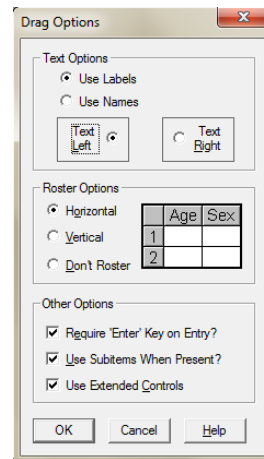 Drag Options
Text Options
Use Labels
Use Names
Text Left
Text Right
Roster Options
Horizontal
Vertical
Don't Roster
Age Sex
1
2
Other Options
Require 'Enter' Key on Entry?
Use Subitems When Present?
Use Extended Controls
OK Cancel Help